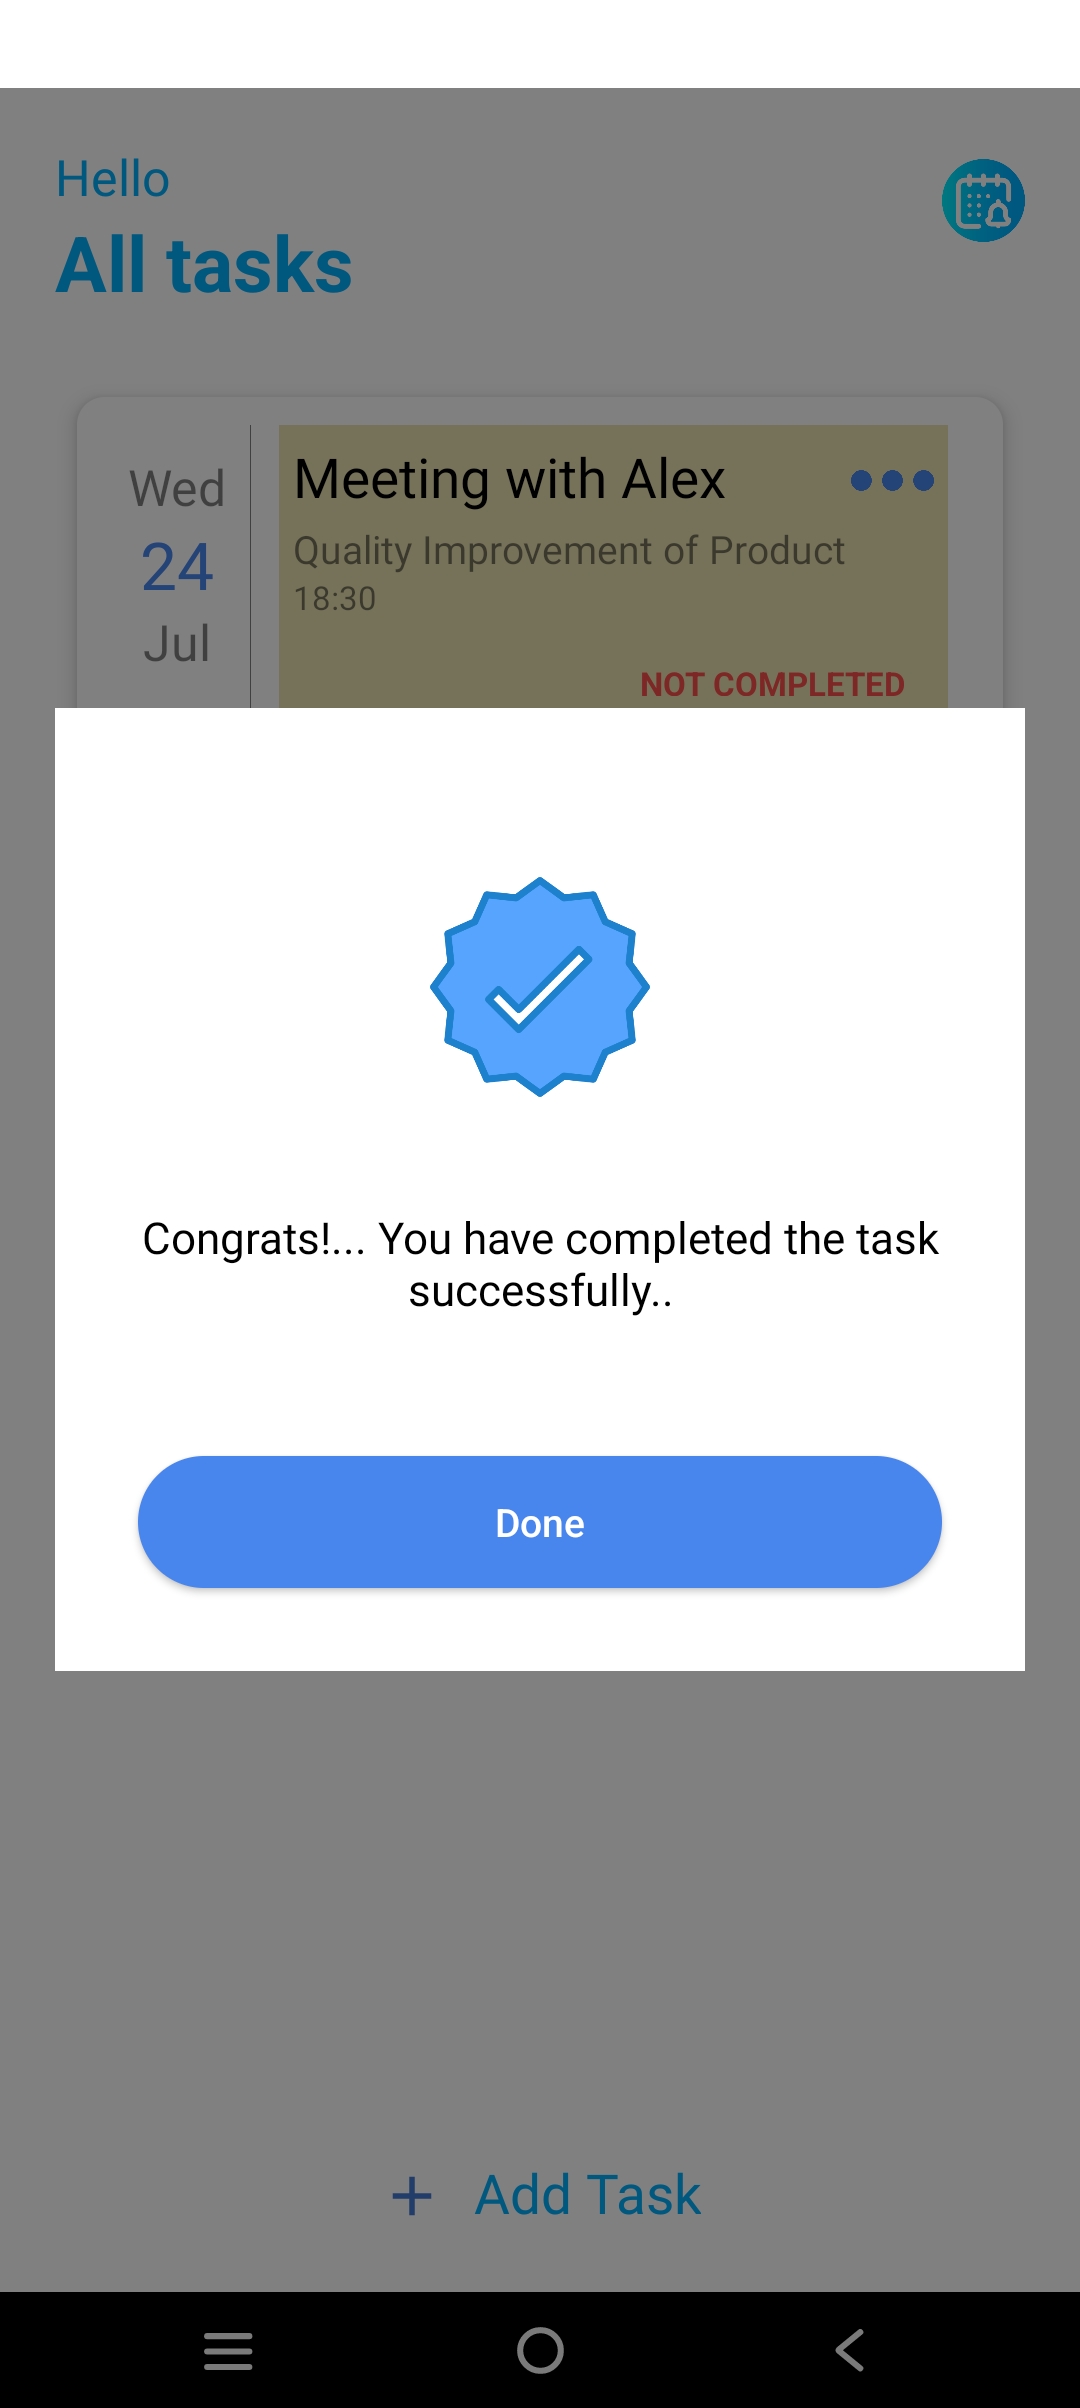 Hello
All tasks
Wed
24
Jul
Meeting with Alex
Quality Improvement of Product
18:30
NOT COMPLETED
Congrats!... You have completed the task
successfully..
Done
Add Task